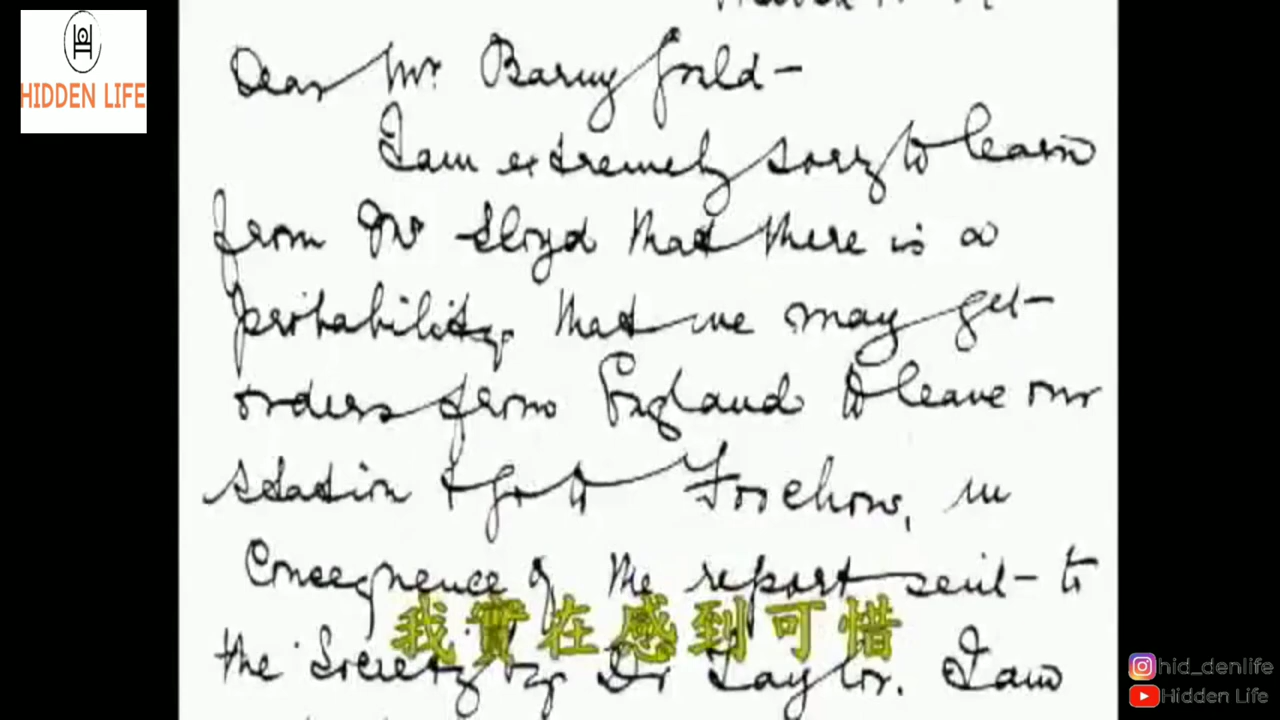 HIDDEN LIFE
Dear Mr. Baring Gould –
I am extremely sorry to learn
from Mr Lloyd that there is a
probability, that we may get
orders from England to leave our
station & go to Foochow, in
Consequence of the report sent to
the Society by Dr Taylor. I am
我實在感到可惜
hid_denlife
Hidden Life